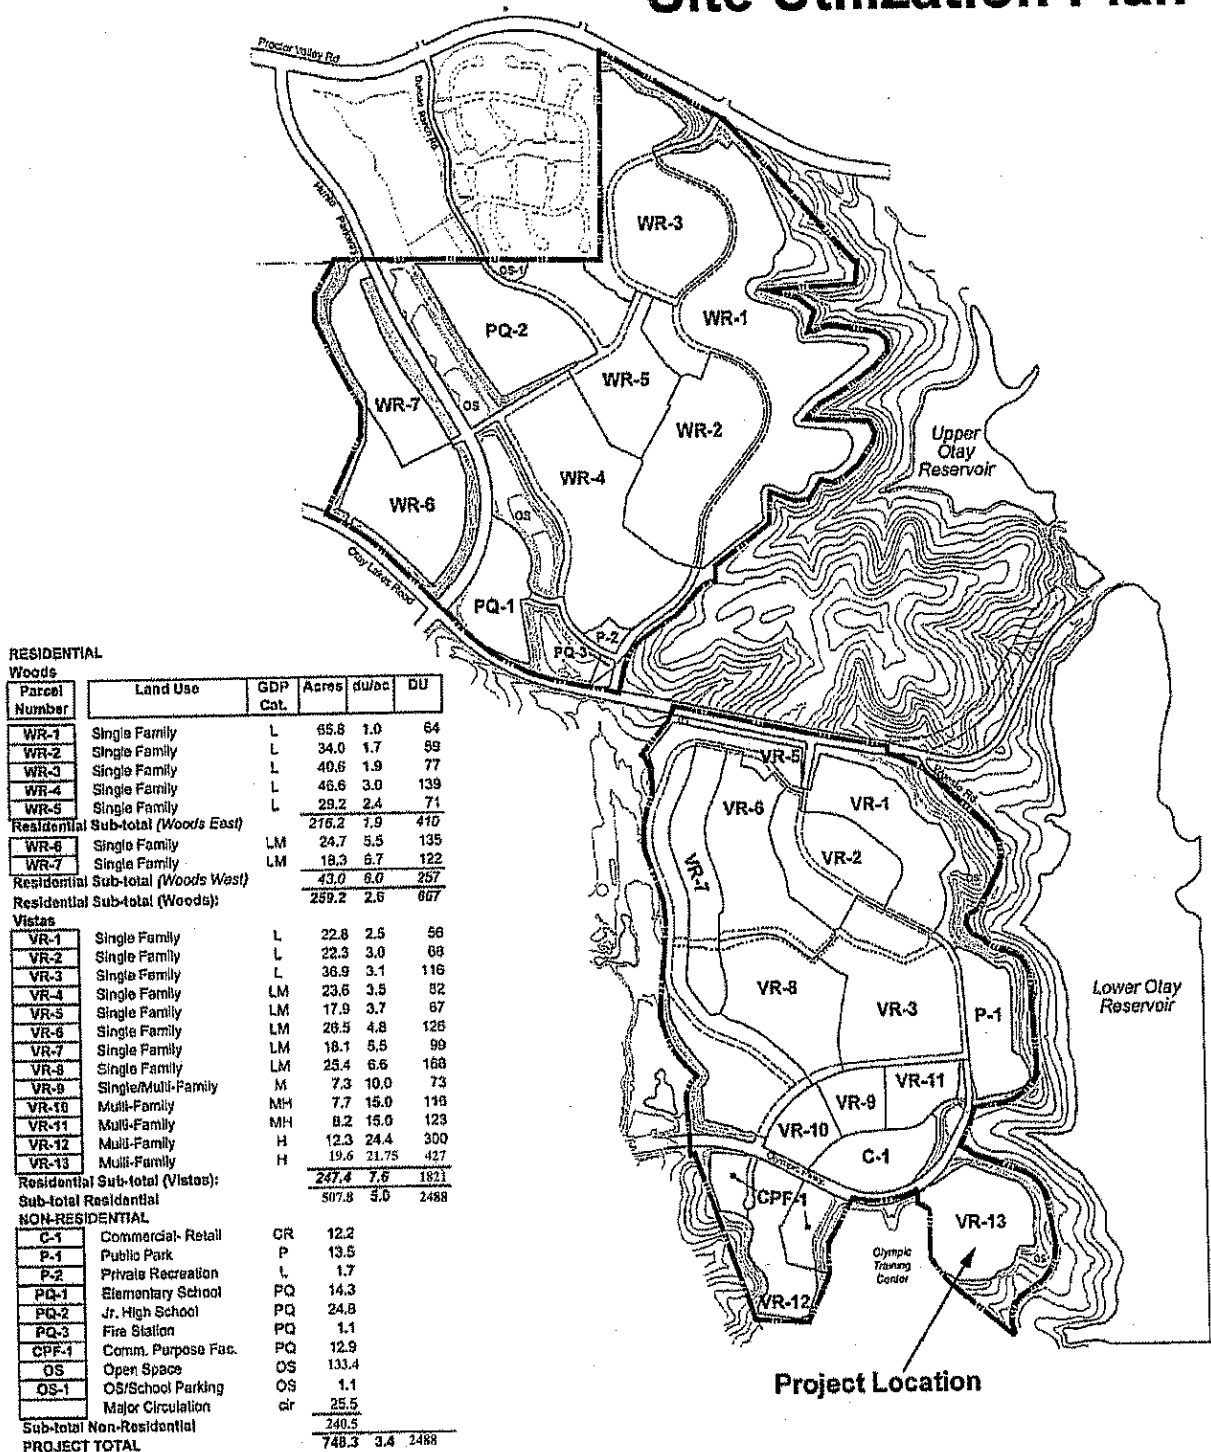 Site Utilization Plan
Proctor Valley Rd
OS-1
WR-3
WR-1
PQ-2
WR-5
WR-7
OS
WR-2
WR-4
Upper
Otay
Reservoir
WR-6
OS
Otay Lakes Road
PQ-1
P-2
PQ-3
VR-5
VR-6
VR-1
VR-2
VR-7
OS
VR-8
VR-3
P-1
Lower Otay
Reservoir
VR-11
VR-9
VR-10
C-1
CPF-1
VR-13
Olympic
Training
Center
OS
VR-12
Project Location
RESIDENTIAL
Woods
Parcel Number Land Use GDP Cat. Acres du/ac DU
WR-1 Single Family L 65.8 1.0 64
WR-2 Single Family L 34.0 1.7 59
WR-3 Single Family L 40.6 1.9 77
WR-4 Single Family L 46.6 3.0 139
WR-5 Single Family L 29.2 2.4 71
Residential Sub-total (Woods East) 216.2 1.9 410
WR-6 Single Family LM 24.7 5.5 135
WR-7 Single Family LM 18.3 6.7 122
Residential Sub-total (Woods West) 43.0 6.0 257
Residential Sub-total (Woods): 259.2 2.6 667
Vistas
VR-1 Single Family L 22.8 2.5 56
VR-2 Single Family L 22.3 3.0 68
VR-3 Single Family L 36.9 3.1 116
VR-4 Single Family LM 23.6 3.5 82
VR-5 Single Family LM 17.9 3.7 67
VR-6 Single Family LM 26.5 4.8 126
VR-7 Single Family LM 18.1 5.5 99
VR-8 Single Family LM 25.4 6.6 168
VR-9 Single/Multi-Family M 7.3 10.0 73
VR-10 Multi-Family MH 7.7 15.0 116
VR-11 Multi-Family MH 8.2 15.0 123
VR-12 Multi-Family H 12.3 24.4 300
VR-13 Multi-Family H 19.6 21.75 427
Residential Sub-total (Vistas): 247.4 7.6 1821
Sub-total Residential 507.8 5.0 2488
NON-RESIDENTIAL
C-1 Commercial- Retail CR 12.2
P-1 Public Park P 13.5
P-2 Private Recreation L 1.7
PQ-1 Elementary School PQ 14.3
PQ-2 Jr. High School PQ 24.8
PQ-3 Fire Station PQ 1.1
CPF-1 Comm. Purpose Fac. PQ 12.9
OS Open Space OS 133.4
OS-1 OS/School Parking OS 1.1
Major Circulation cir 25.5
Sub-total Non-Residential 240.5
PROJECT TOTAL 748.3 3.4 2488